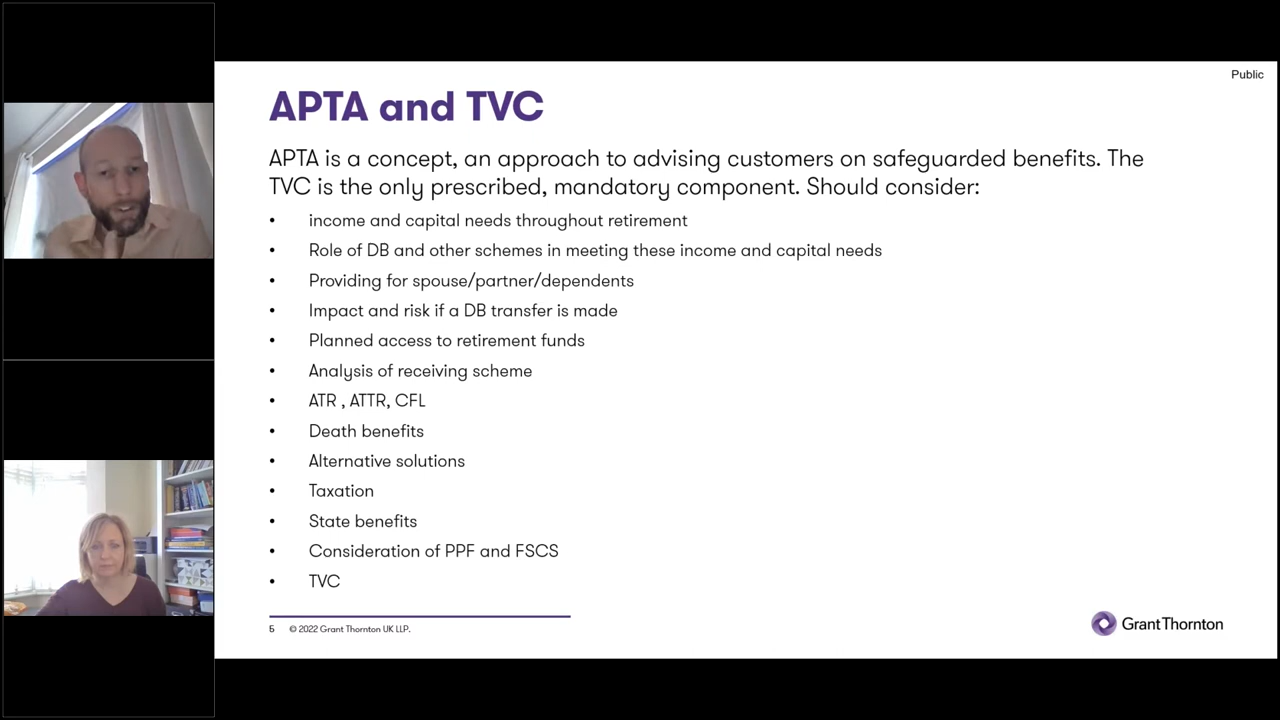 Public
APTA and TVC
APTA is a concept, an approach to advising customers on safeguarded benefits. The
TVC is the only prescribed, mandatory component. Should consider:
• income and capital needs throughout retirement
• Role of DB and other schemes in meeting these income and capital needs
• Providing for spouse/partner/dependents
• Impact and risk if a DB transfer is made
• Planned access to retirement funds
• Analysis of receiving scheme
• ATR , ATTR, CFL
• Death benefits
• Alternative solutions
• Taxation
• State benefits
• Consideration of PPF and FSCS
• TVC
5 © 2022 Grant Thornton UK LLP.
Grant Thornton